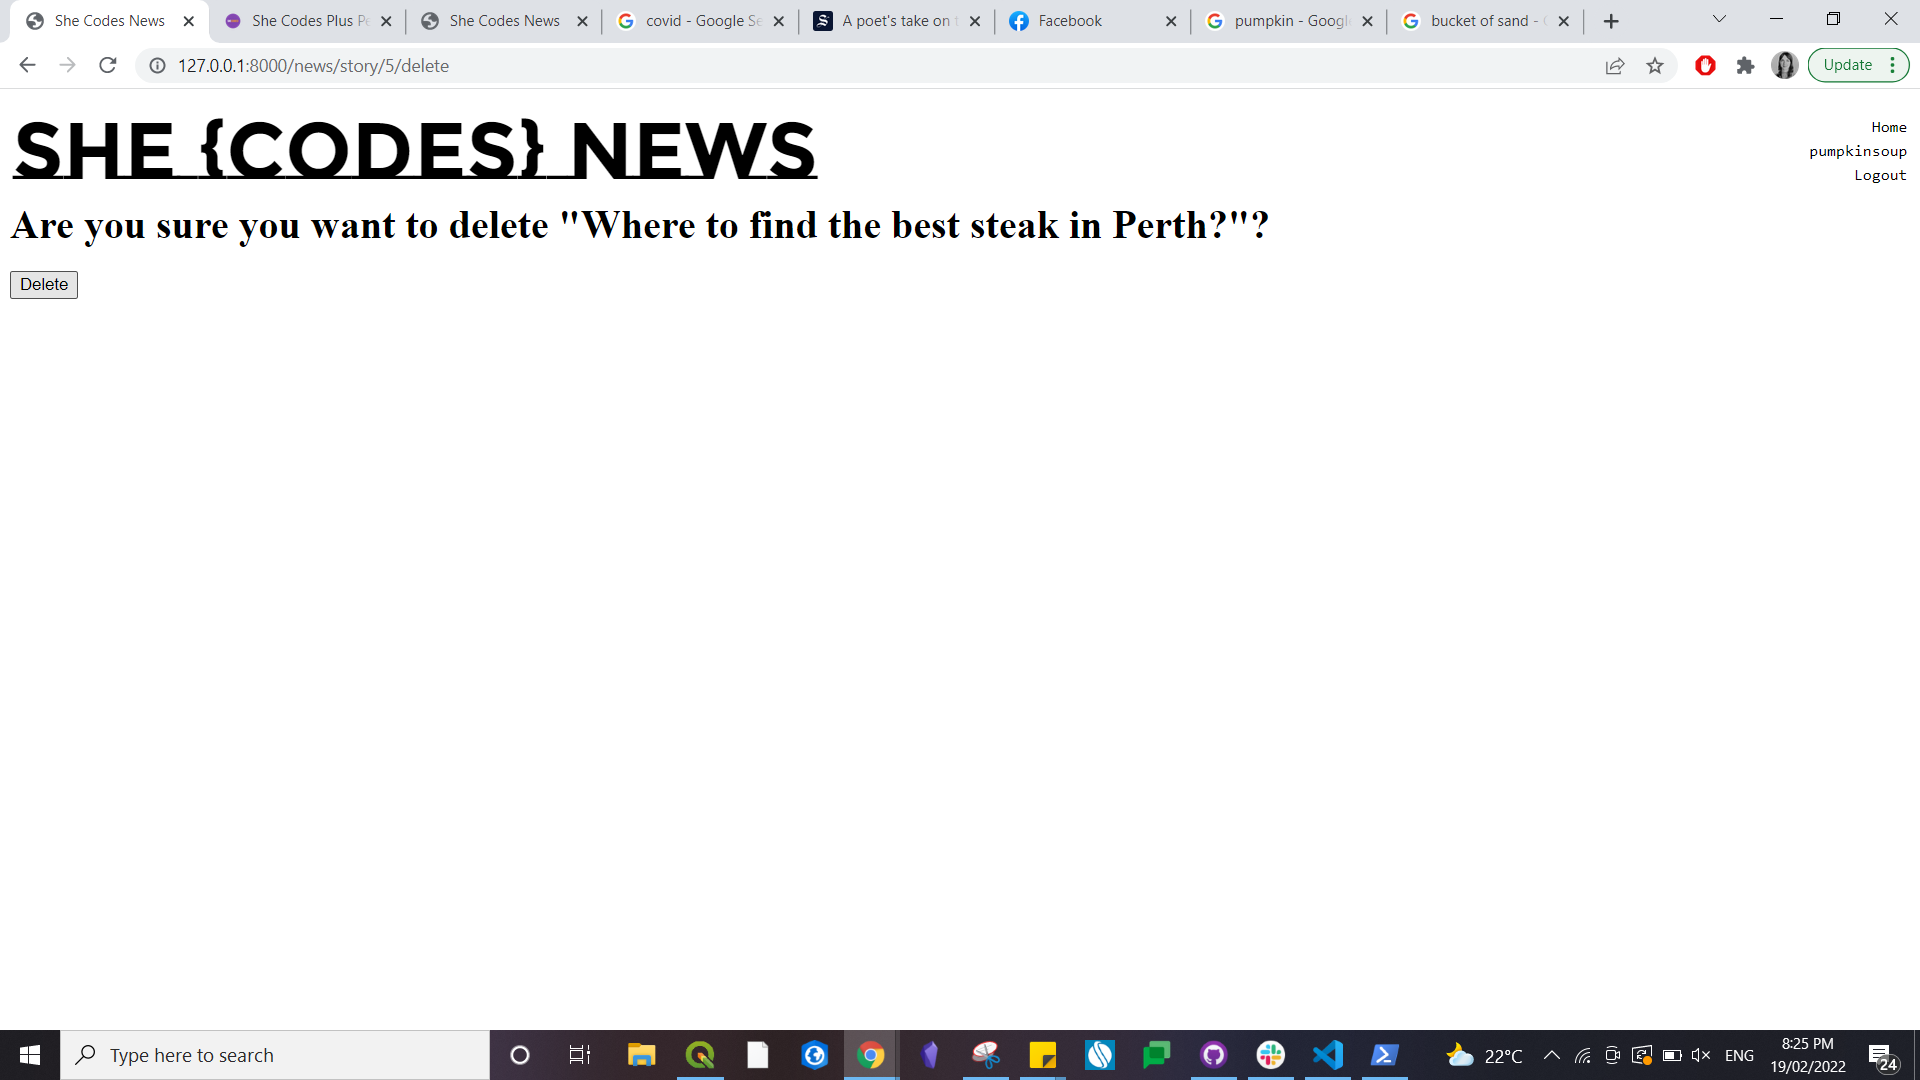 She Codes News
She Codes Plus Pe
She Codes News
covid - Google Se
A poet's take on
Facebook
pumpkin - Google
bucket of sand -
127.0.0.1:8000/news/story/5/delete
Update
SHE {CODES} NEWS
Home
pumpkinsoup
Logout
Are you sure you want to delete "Where to find the best steak in Perth?"?
Delete
Type here to search
22°C
ENG
8:25 PM
19/02/2022
24